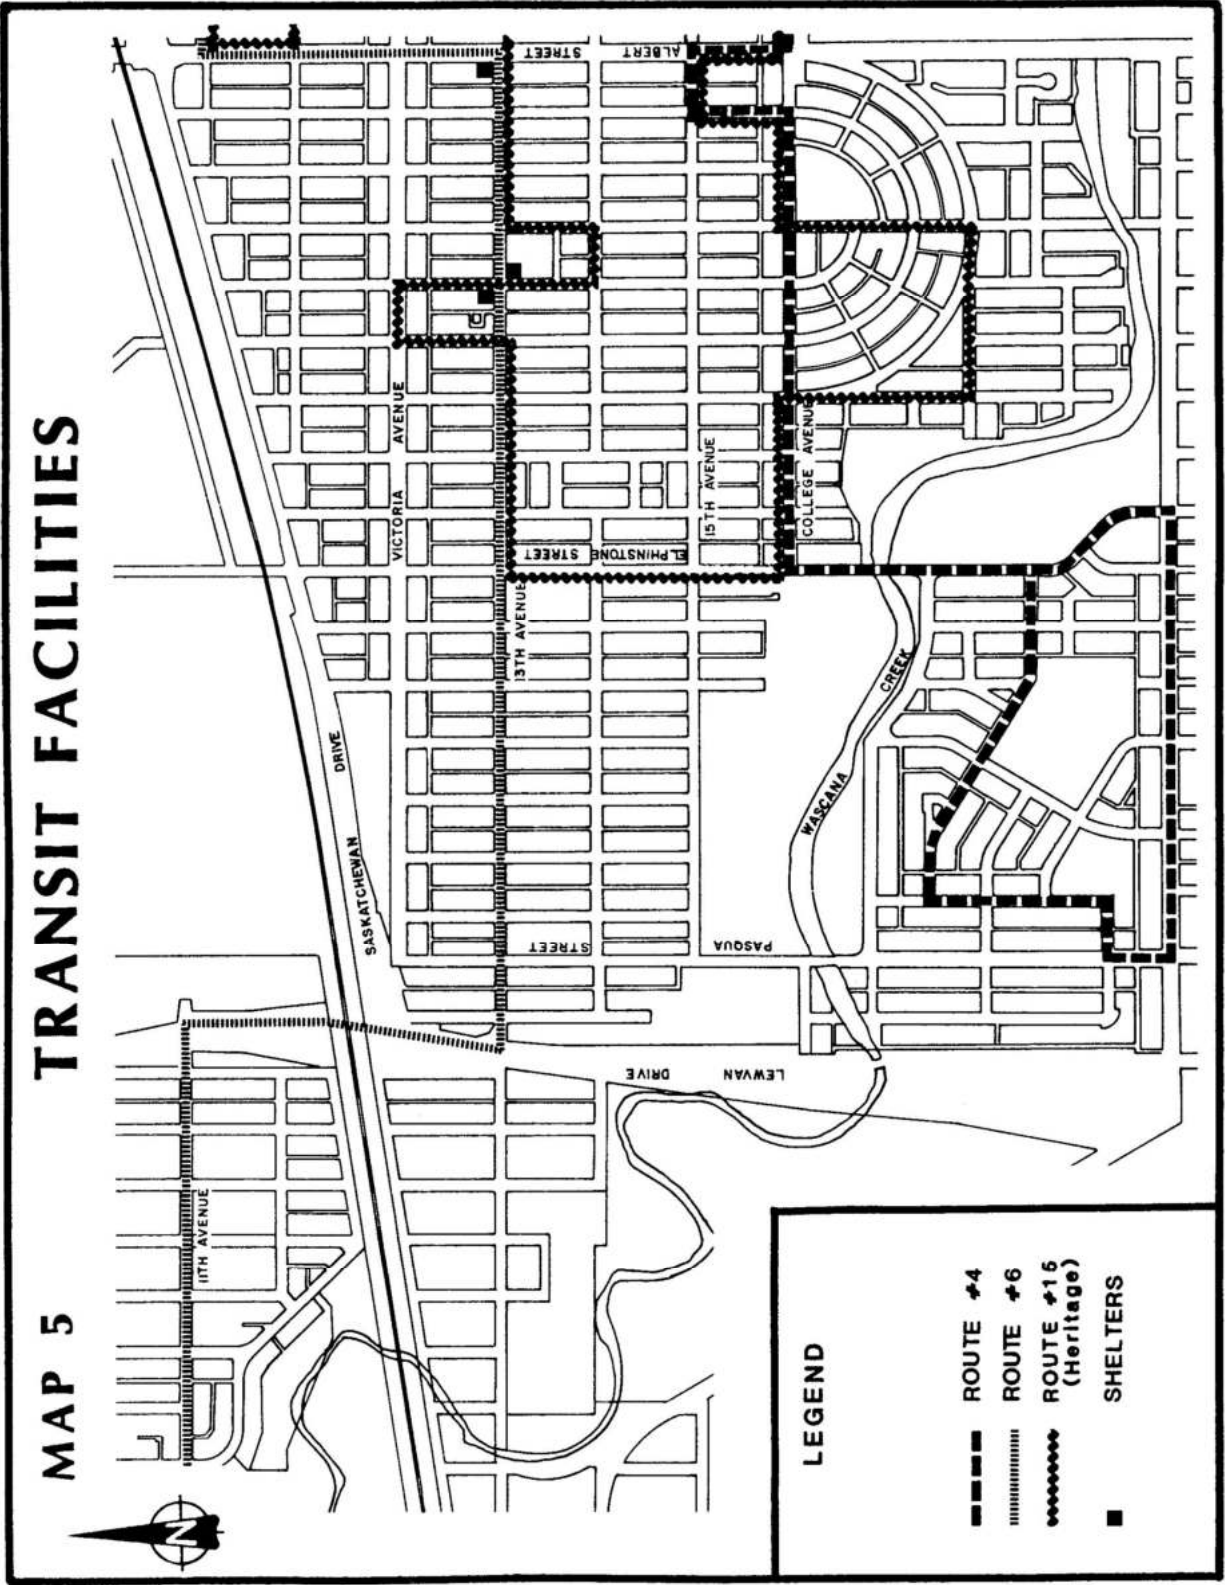 MAP 5 TRANSIT FACILITIES
N
11TH AVENUE
SASKATCHEWAN DRIVE
VICTORIA AVENUE
13TH AVENUE
ELPHINSTONE STREET
15TH AVENUE
COLLEGE AVENUE
ALBERT STREET
PASQUA STREET
LEWVAN DRIVE
WASCANA CREEK
LEGEND
ROUTE #4
ROUTE #6
ROUTE #15
(Heritage)
SHELTERS